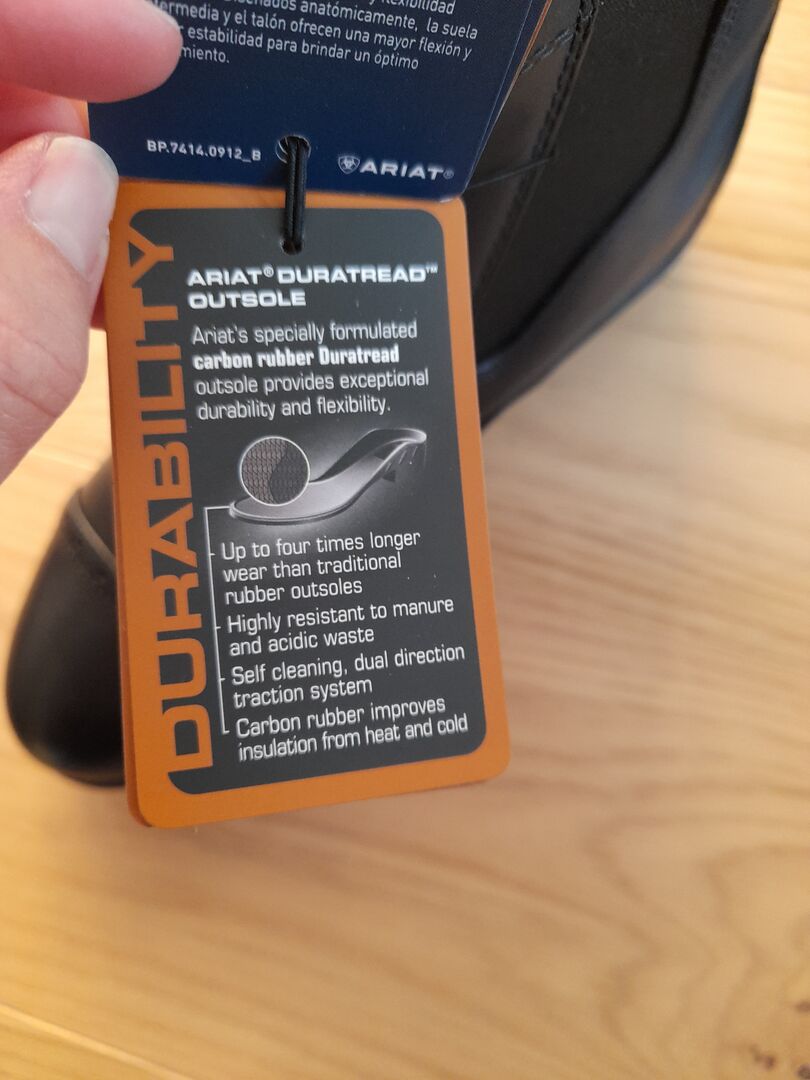 flexibilidad
diseñados anatómicamente, la suela
y el talón ofrecen una mayor flexión y
estabilidad para brindar un óptimo
BP.7414.0912_B
ARIAT®
DURABILITY
ARIAT® DURATREAD™
OUTSOLE
Ariat's specially formulated
carbon rubber Duratread
outsole provides exceptional
durability and flexibility.
Up to four times longer
wear than traditional
rubber outsoles
Highly resistant to manure
and acidic waste
Self cleaning, dual direction
traction system
Carbon rubber improves
insulation from heat and cold